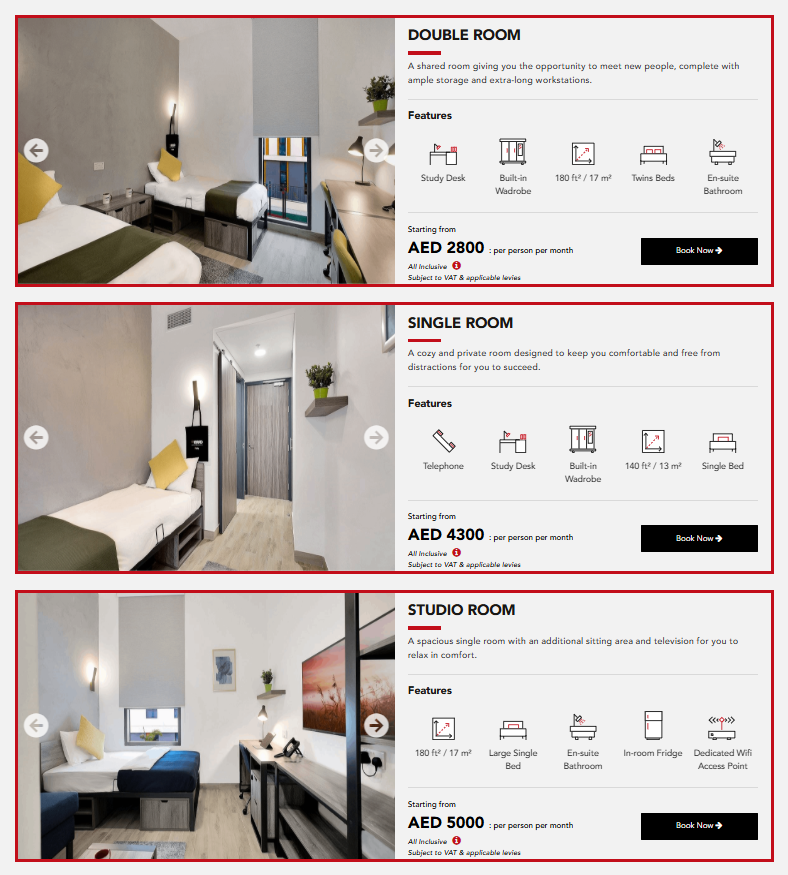 DOUBLE ROOM
A shared room giving you the opportunity to meet new people, complete with
ample storage and extra-long workstations.
Features
Study Desk
Built-in
Wadrobe
180 ft² / 17 m²
Twins Beds
En-suite
Bathroom
Starting from
AED 2800 : per person per month
Book Now
All Inclusive
Subject to VAT & applicable levies
SINGLE ROOM
A cozy and private room designed to keep you comfortable and free from
distractions for you to succeed.
Features
Telephone
Study Desk
Built-in
Wadrobe
140 ft² / 13 m²
Single Bed
Starting from
AED 4300 : per person per month
Book Now
All Inclusive
Subject to VAT & applicable levies
STUDIO ROOM
A spacious single room with an additional sitting area and television for you to
relax in comfort.
Features
180 ft² / 17 m²
Large Single
Bed
En-suite
Bathroom
In-room Fridge
Dedicated Wifi
Access Point
Starting from
AED 5000 : per person per month
Book Now
All Inclusive
Subject to VAT & applicable levies